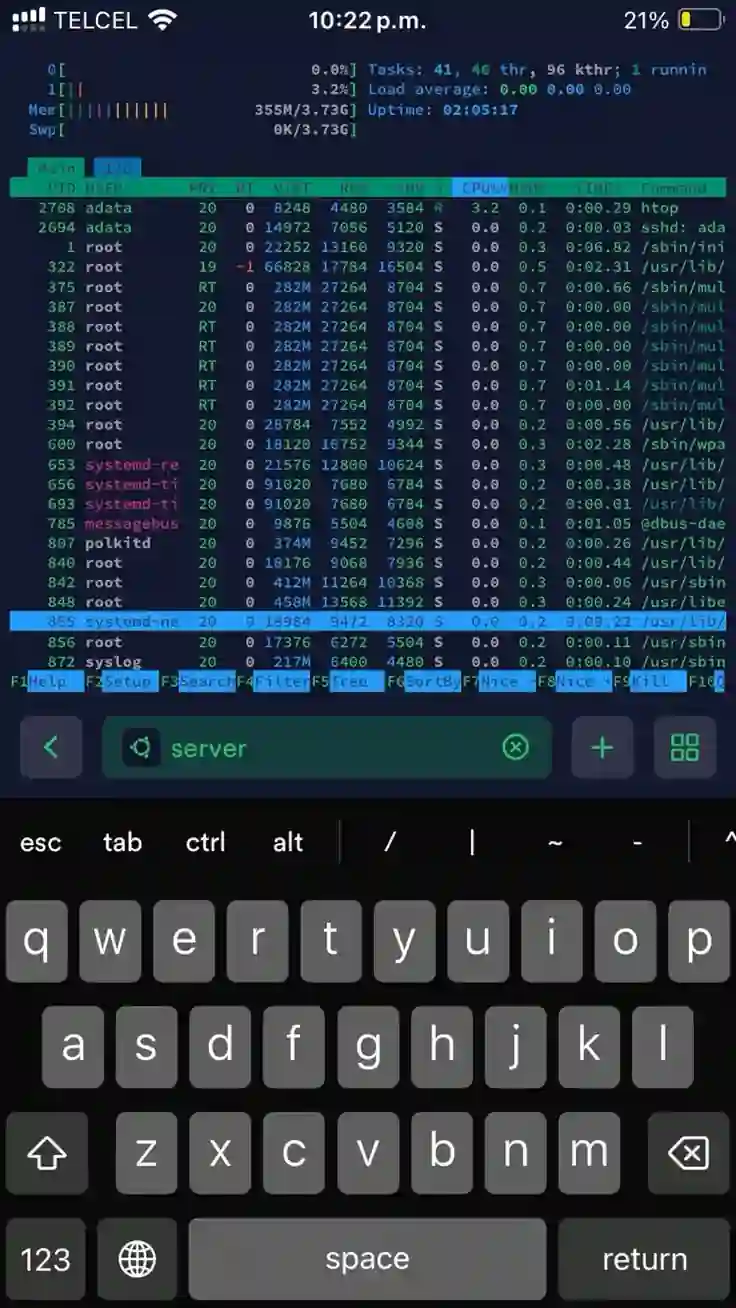 TELCEL 10:22 p.m. 21%
0[ 0.0%] Tasks: 41, 46 thr, 96 kthr; 1 runnin
1[|| 3.2%] Load average: 0.00 0.00 0.00
Mem[|||||||||||| 355M/3.73G] Uptime: 02:05:17
Swp[ 0K/3.73G]
Main I/O
PID USER PRI NI VIRT RES SHR S CPU% TIME+ Command
2708 adata 20 0 8248 4480 3584 R 3.2 0.1 0:00.29 htop
2694 adata 20 0 14972 7056 5120 S 0.0 0.2 0:00.03 sshd: ada
1 root 20 0 22252 13160 9320 S 0.0 0.3 0:06.82 /sbin/ini
322 root 19 -1 66828 17784 16504 S 0.0 0.5 0:02.31 /usr/lib/
375 root RT 0 282M 27264 8704 S 0.0 0.7 0:00.66 /sbin/mul
387 root 20 0 282M 27264 8704 S 0.0 0.7 0:00.00 /sbin/mul
388 root RT 0 282M 27264 8704 S 0.0 0.7 0:00.00 /sbin/mul
389 root RT 0 282M 27264 8704 S 0.0 0.7 0:00.00 /sbin/mul
390 root RT 0 282M 27264 8704 S 0.0 0.7 0:00.00 /sbin/mul
391 root RT 0 282M 27264 8704 S 0.0 0.7 0:01.14 /sbin/mul
392 root RT 0 282M 27264 8704 S 0.0 0.7 0:00.00 /sbin/mul
394 root 20 0 28784 7552 4992 S 0.0 0.2 0:00.56 /usr/lib/
600 root 20 0 18120 16752 9344 S 0.0 0.3 0:02.28 /sbin/wpa
653 systemd-re 20 0 21576 12800 10624 S 0.0 0.3 0:00.48 /usr/lib/
656 systemd-ti 20 0 91020 7680 6784 S 0.0 0.2 0:00.38 /usr/lib/
693 systemd-ti 20 0 91020 7680 6784 S 0.0 0.2 0:00.01 /usr/lib/
785 messagebus 20 0 9876 5504 4608 S 0.0 0.1 0:01.05 @dbus-dae
807 polkitd 20 0 374M 9452 7296 S 0.0 0.2 0:00.26 /usr/lib/
840 root 20 0 18176 9068 7936 S 0.0 0.2 0:00.44 /usr/lib/
842 root 20 0 412M 11264 10368 S 0.0 0.3 0:00.06 /usr/sbin
848 root 20 0 458M 13568 11392 S 0.0 0.3 0:00.24 /usr/libe
855 systemd-ne 20 0 18984 9472 8320 S 0.0 0.2 0:00.22 /usr/lib/
856 root 20 0 17376 6272 5504 S 0.0 0.2 0:00.11 /usr/sbin
872 syslog 20 0 217M 6400 4480 S 0.0 0.2 0:00.10 /usr/sbin
F1Help F2Setup F3SearchF4FilterF5Tree F6SortByF7Nice -F8Nice +F9Kill F10Q
server
esc tab ctrl alt / | ~ - ^
q w e r t y u i o p
a s d f g h j k l
z x c v b n m
123 space return